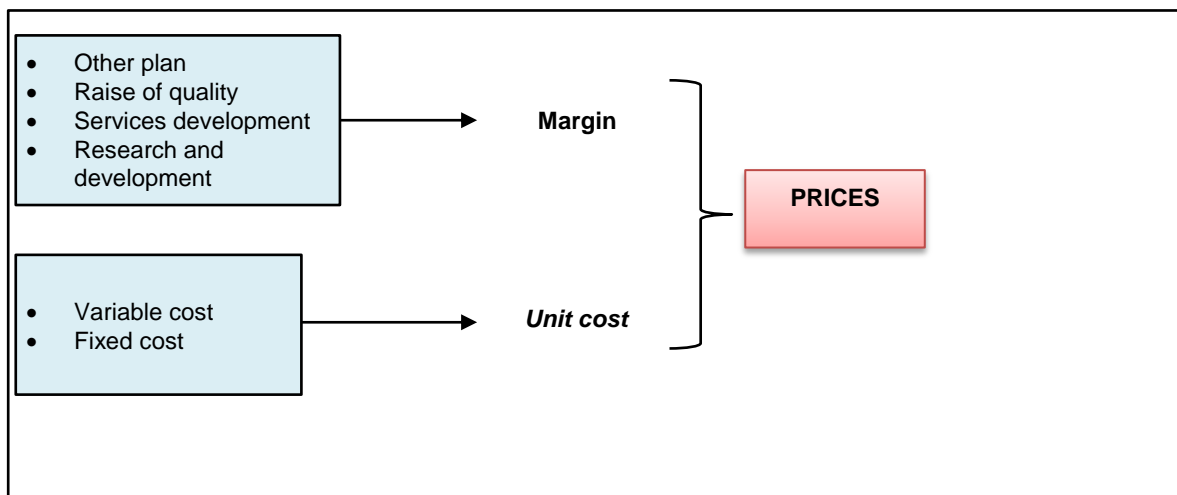 • Other plan
• Raise of quality
• Services development
• Research and
development
Margin
PRICES
• Variable cost
• Fixed cost
Unit cost